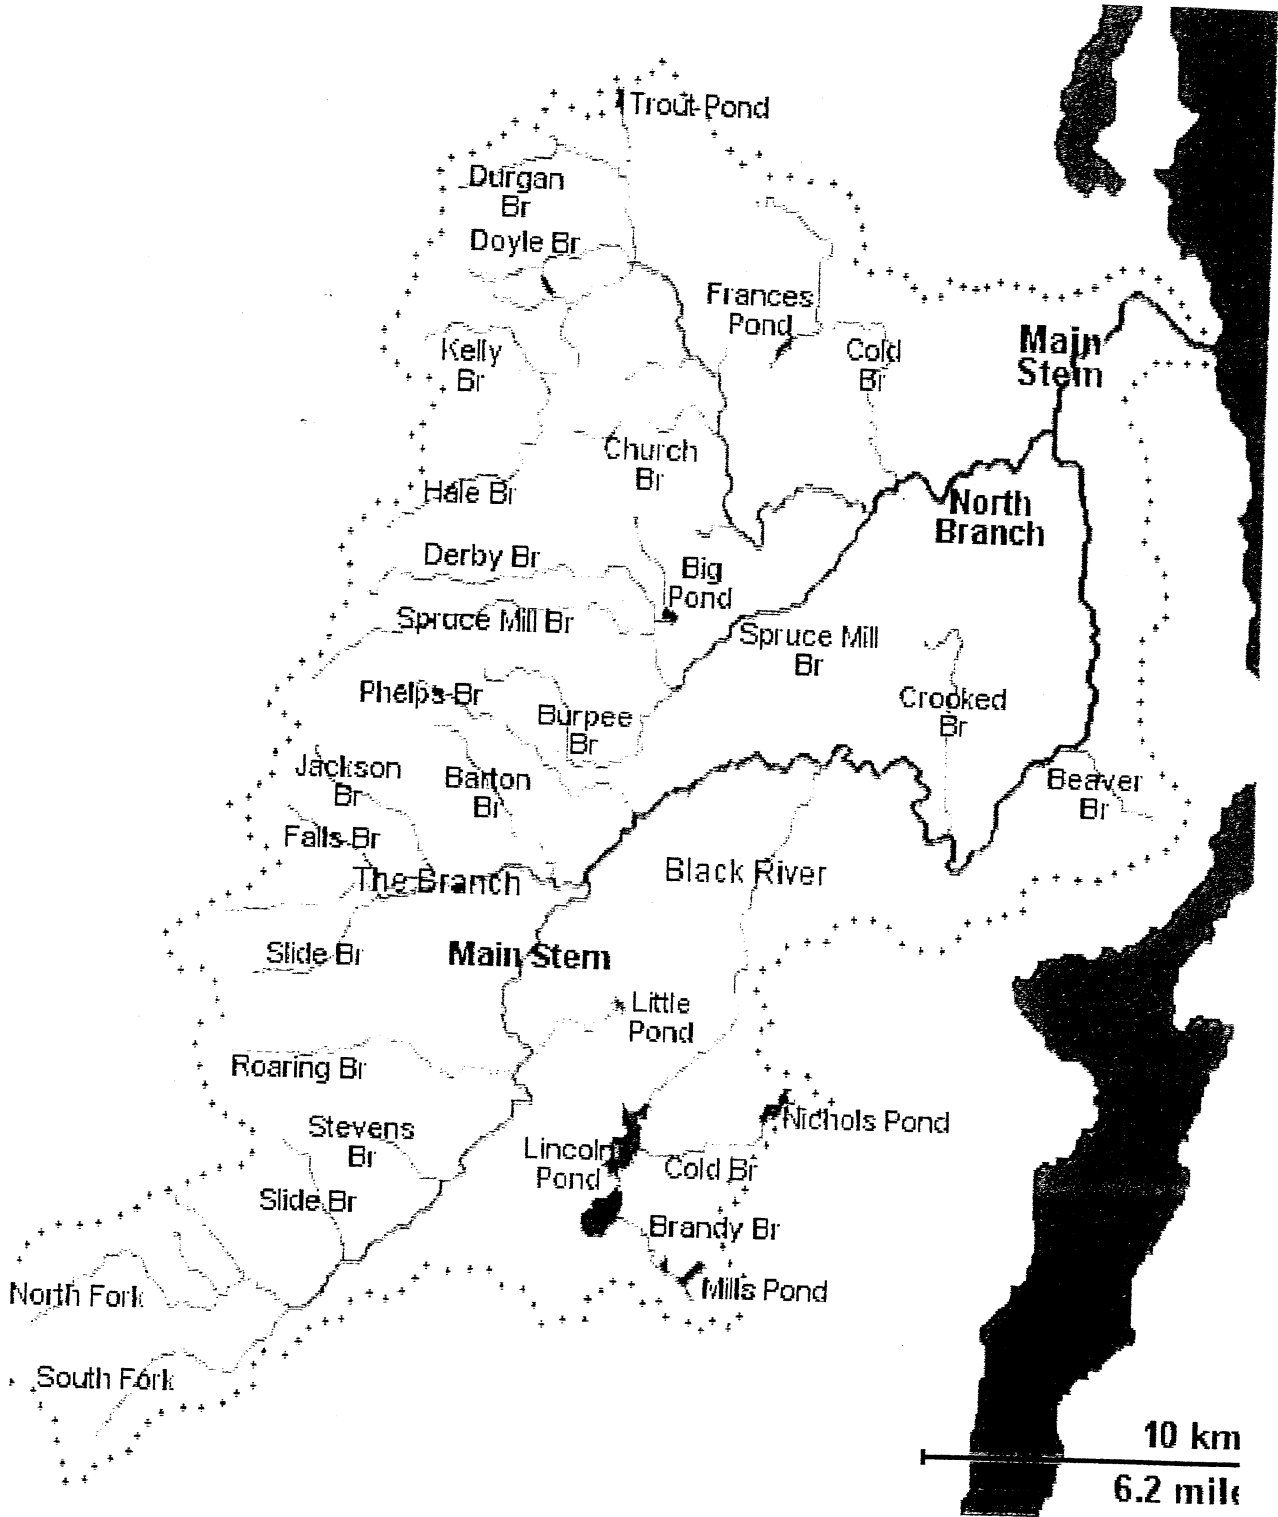 Trout Pond
Durgan
Br
Doyle Br
Frances
Pond
Kelly
Br
Cold
Br
Main
Stem
Church
Br
Hale Br
North
Branch
Derby Br
Big
Pond
Spruce Mill Br
Spruce Mill
Br
Phelps Br
Burpee
Br
Crooked
Br
Jackson
Br
Barton
Br
Beaver
Br
Falls Br
The Branch
Black River
Slide Br
Main Stem
Little
Pond
Roaring Br
Stevens
Br
Nichols Pond
Lincoln
Pond
Cold Br
Slide Br
Brandy Br
North Fork
Mills Pond
South Fork
10 km
6.2 mile